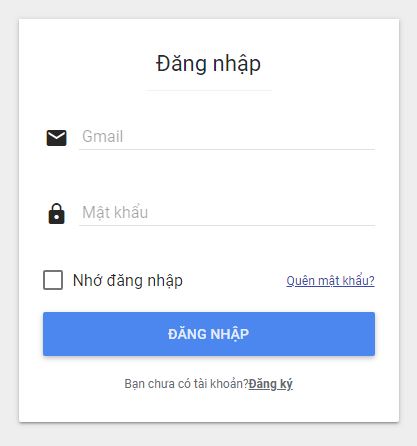 Đăng nhập
Gmail
Mật khẩu
Nhớ đăng nhập Quên mật khẩu?
ĐĂNG NHẬP
Bạn chưa có tài khoản?Đăng ký